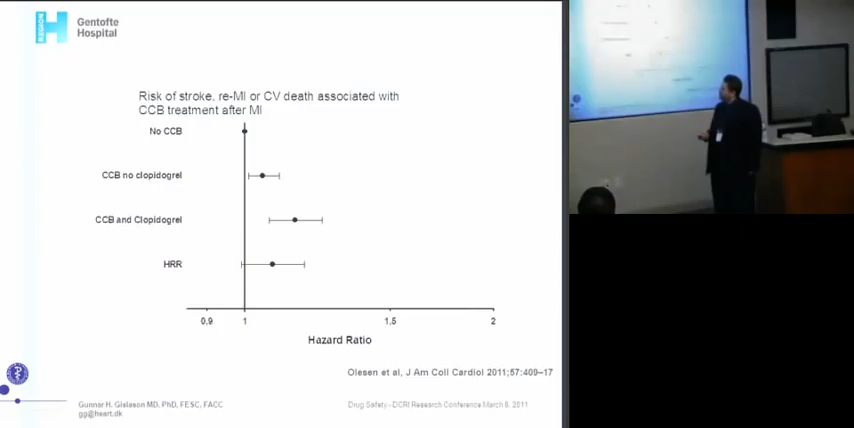 REGION
Gentofte
Hospital
Risk of stroke, re-MI or CV death associated with
CCB treatment after MI
No CCB
CCB no clopidogrel
CCB and Clopidogrel
HRR
0,9 1 1,5 2
Hazard Ratio
Olesen et al, J Am Coll Cardiol 2011;57:409–17
Gunnar H. Gislason MD, PhD, FESC, FACC
gg@heart.dk
Drug Safety - DCRI Research Conference March 8, 2011